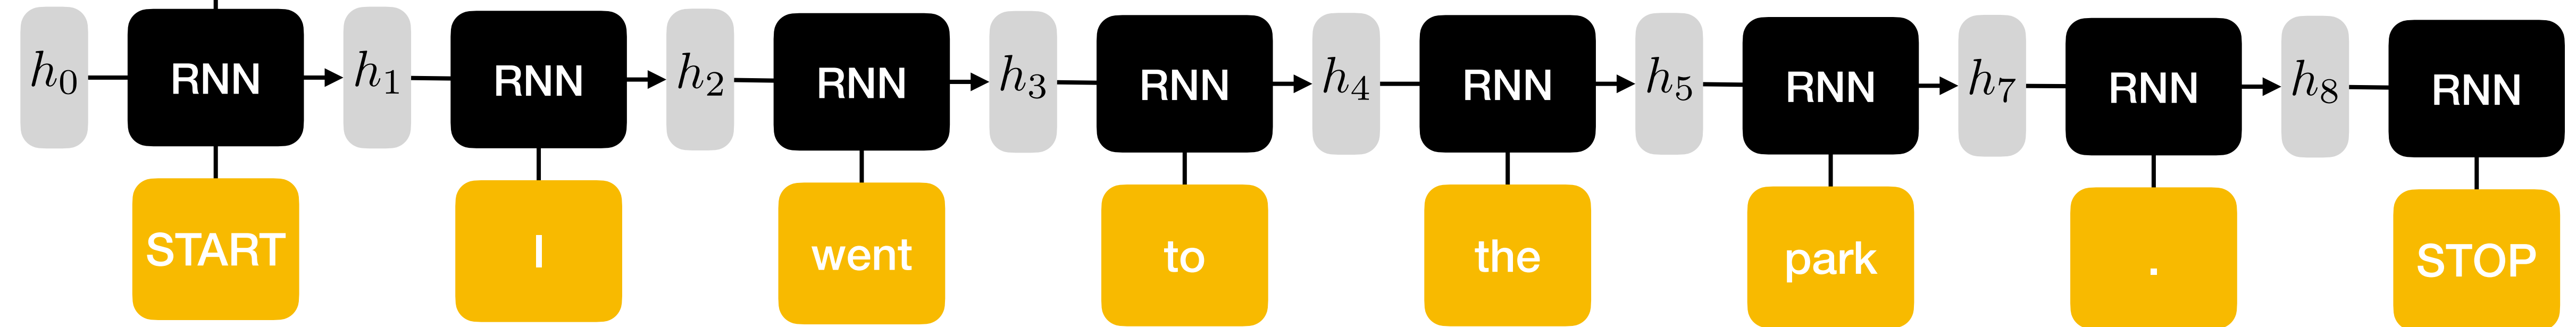 h₀ RNN h₁ RNN h₂ RNN h₃ RNN h₄ RNN h₅ RNN h₇ RNN h₈ RNN
START I went to the park . STOP